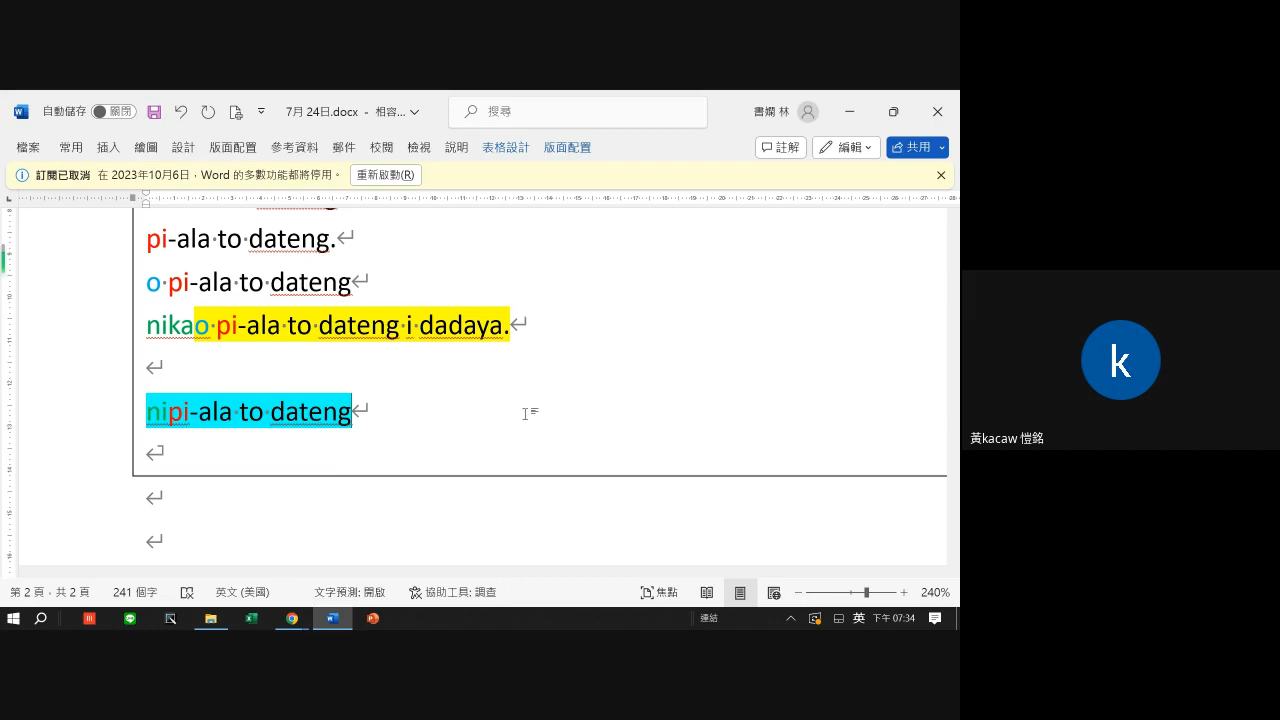 自動儲存 關閉 7月 24日.docx - 相容... 搜尋 書嫺 林
檔案 常用 插入 繪圖 設計 版面配置 參考資料 郵件 校閱 檢視 說明 表格設計 版面配置 註解 編輯 共用
訂閱已取消 在 2023年10月6日，Word 的多數功能都將停用。 重新啟動(R)
pi-ala to dateng.
o pi-ala to dateng
nikao pi-ala to dateng i dadaya.
nipi-ala to dateng
k
黃kacaw 愷銘
第 2 頁，共 2 頁 241 個字 英文 (美國) 文字預測: 開啟 協助工具: 調查 焦點 240%
連結 英 下午 07:34